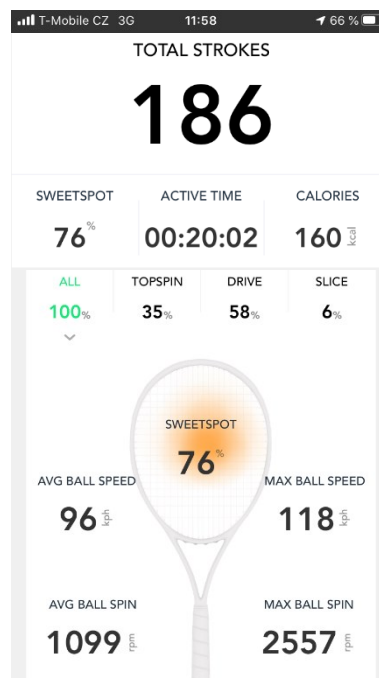 T-Mobile CZ 3G 11:58 66 %
TOTAL STROKES
186
SWEETSPOT ACTIVE TIME CALORIES
76% 00:20:02 160 kcal
ALL TOPSPIN DRIVE SLICE
100% 35% 58% 6%
SWEETSPOT
76%
AVG BALL SPEED MAX BALL SPEED
96 kph 118 kph
AVG BALL SPIN MAX BALL SPIN
1099 rpm 2557 rpm